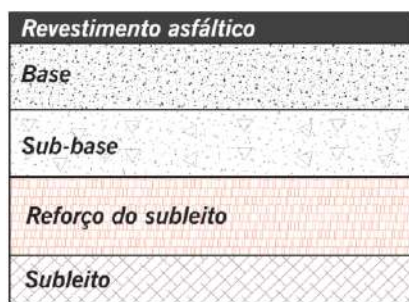 Revestimento asfáltico
Base
Sub-base
Reforço do subleito
Subleito